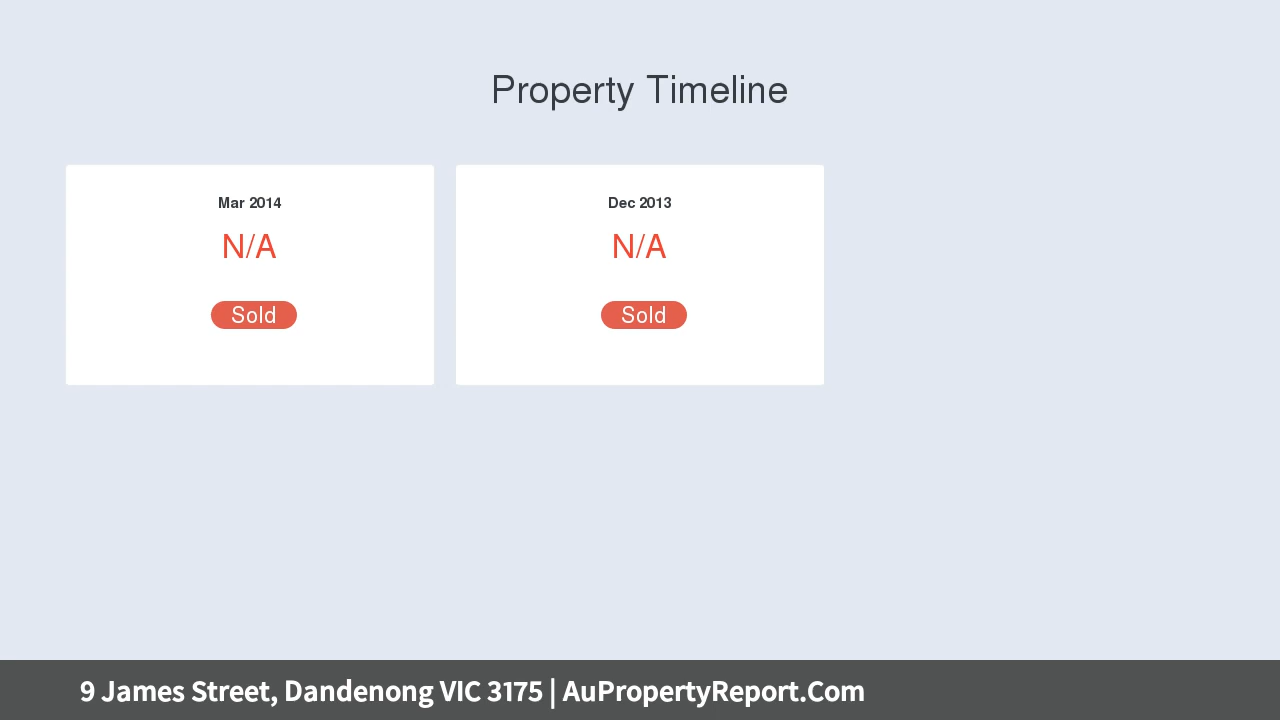 Property Timeline
Mar 2014
N/A
Sold
Dec 2013
N/A
Sold
9 James Street, Dandenong VIC 3175 | AuPropertyReport.Com